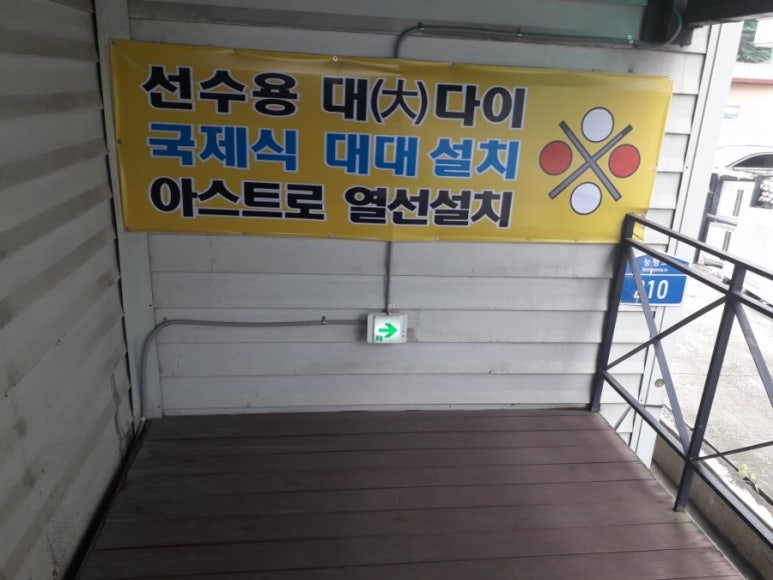 선수용 대(大)다이
국제식 대대 설치
아스트로 열선설치